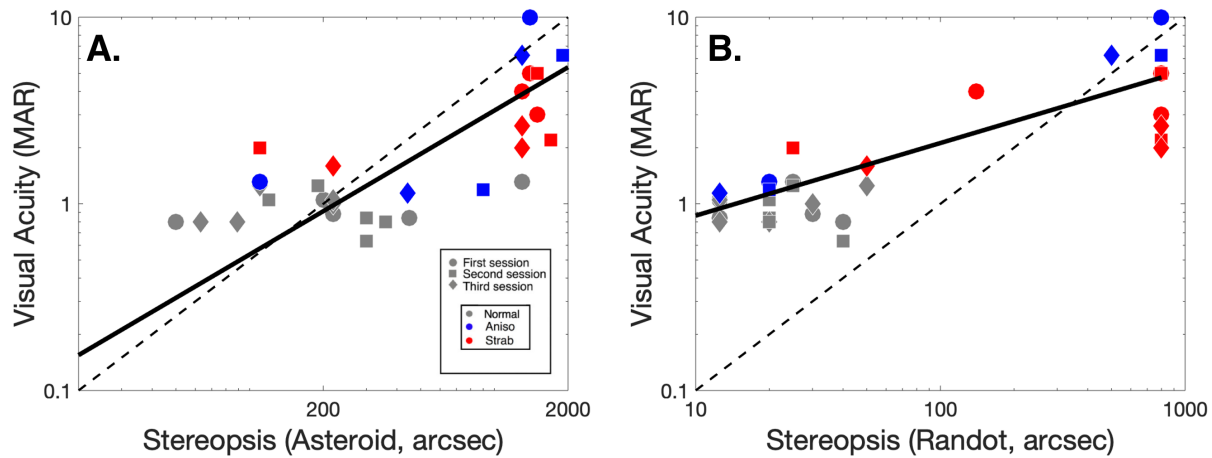 A.
10
1
0.1
Visual Acuity (MAR)
200
2000
Stereopsis (Asteroid, arcsec)
First session
Second session
Third session
Normal
Aniso
Strab
B.
10
1
0.1
Visual Acuity (MAR)
10
100
1000
Stereopsis (Randot, arcsec)